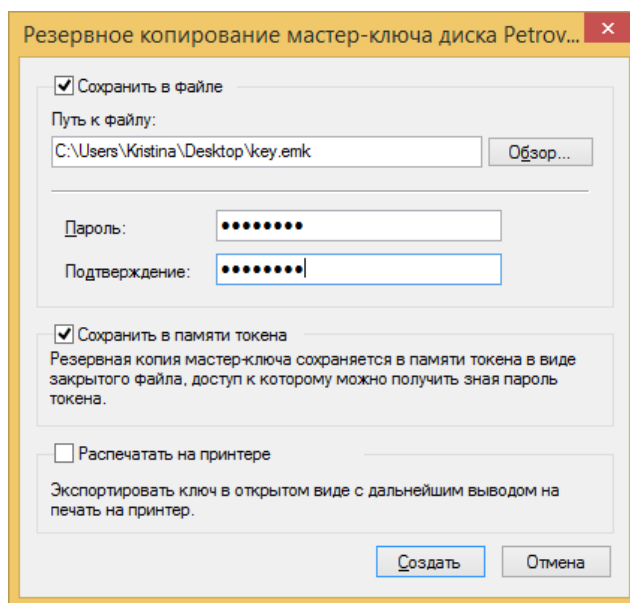 Резервное копирование мастер-ключа диска Petrov...
Сохранить в файле
Путь к файлу:
C:\Users\Kristina\Desktop\key.emk
Обзор...
Пароль:
Подтверждение:
Сохранить в памяти токена
Резервная копия мастер-ключа сохраняется в памяти токена в виде
закрытого файла, доступ к которому можно получить зная пароль
токена.
Распечатать на принтере
Экспортировать ключ в открытом виде с дальнейшим выводом на
печать на принтер.
Создать
Отмена